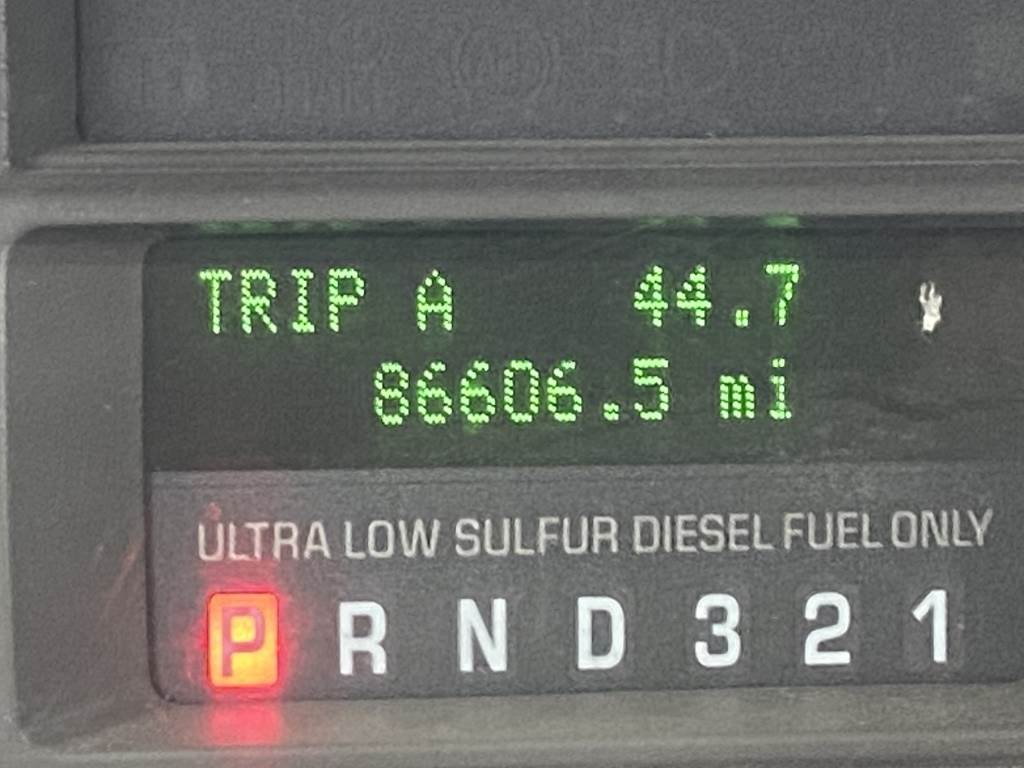 TRIP A 44.7
86606.5 mi
ULTRA LOW SULFUR DIESEL FUEL ONLY
P R N D 3 2 1